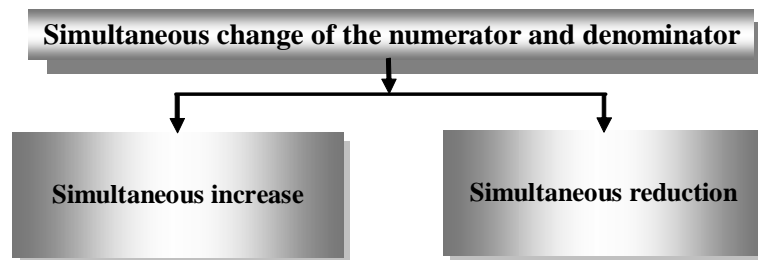 Simultaneous change of the numerator and denominator
Simultaneous increase
Simultaneous reduction